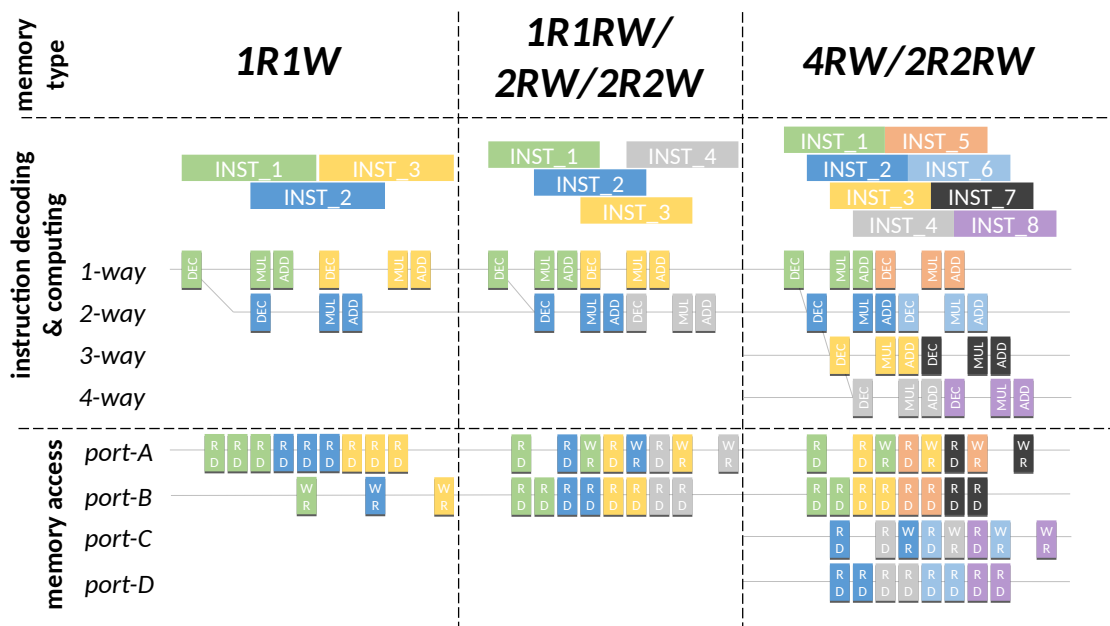 memory
type
1R1W
1R1RW/
2RW/2R2W
4RW/2R2RW
instruction decoding
& computing
INST_1 INST_3
INST_2
INST_1 INST_4
INST_2
INST_3
INST_1 INST_5
INST_2 INST_6
INST_3 INST_7
INST_4 INST_8
1-way DEC MUL ADD DEC MUL ADD DEC MUL ADD DEC MUL ADD DEC MUL ADD DEC MUL ADD
2-way DEC MUL ADD DEC MUL ADD DEC MUL ADD DEC MUL ADD DEC MUL ADD
3-way DEC MUL ADD DEC MUL ADD
4-way DEC MUL ADD DEC MUL ADD
memory access
port-A RD RD RD RD RD RD RD RD RD RD RD WR RD WR RD WR WR RD RD WR RD WR RD WR WR
port-B WR WR WR RD RD RD RD RD RD RD RD RD RD RD RD RD RD RD RD
port-C RD RD WR RD WR RD WR WR
port-D RD RD RD RD RD RD RD RD